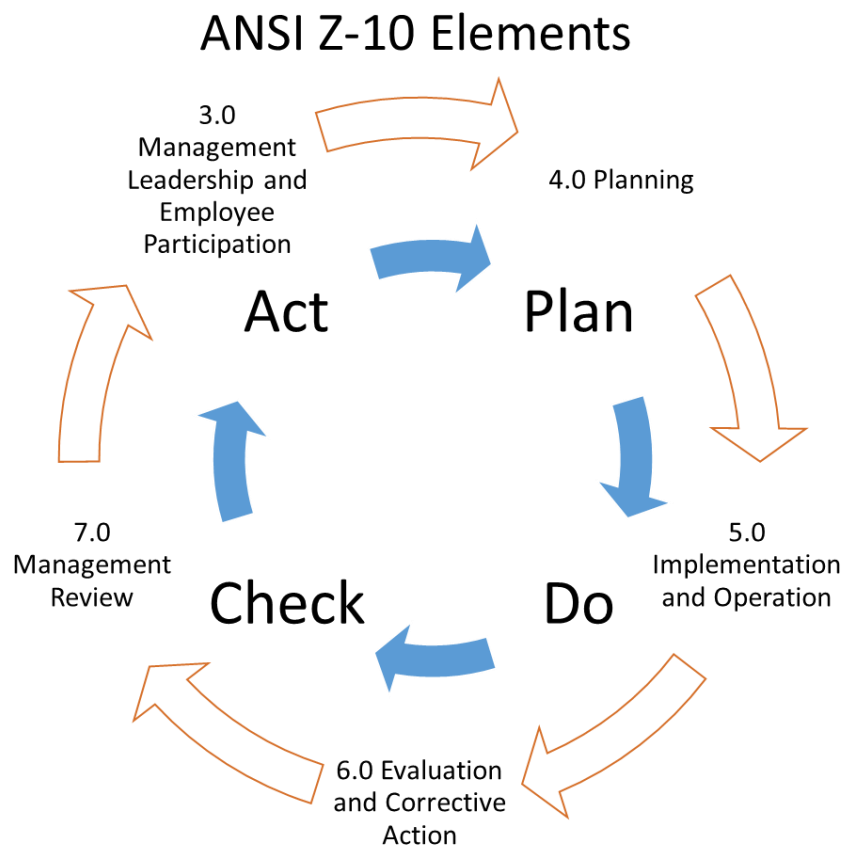 ANSI Z-10 Elements
3.0
Management
Leadership and
Employee
Participation
4.0 Planning
Act
Plan
7.0
Management
Review
5.0
Implementation
and Operation
Check
Do
6.0 Evaluation
and Corrective
Action